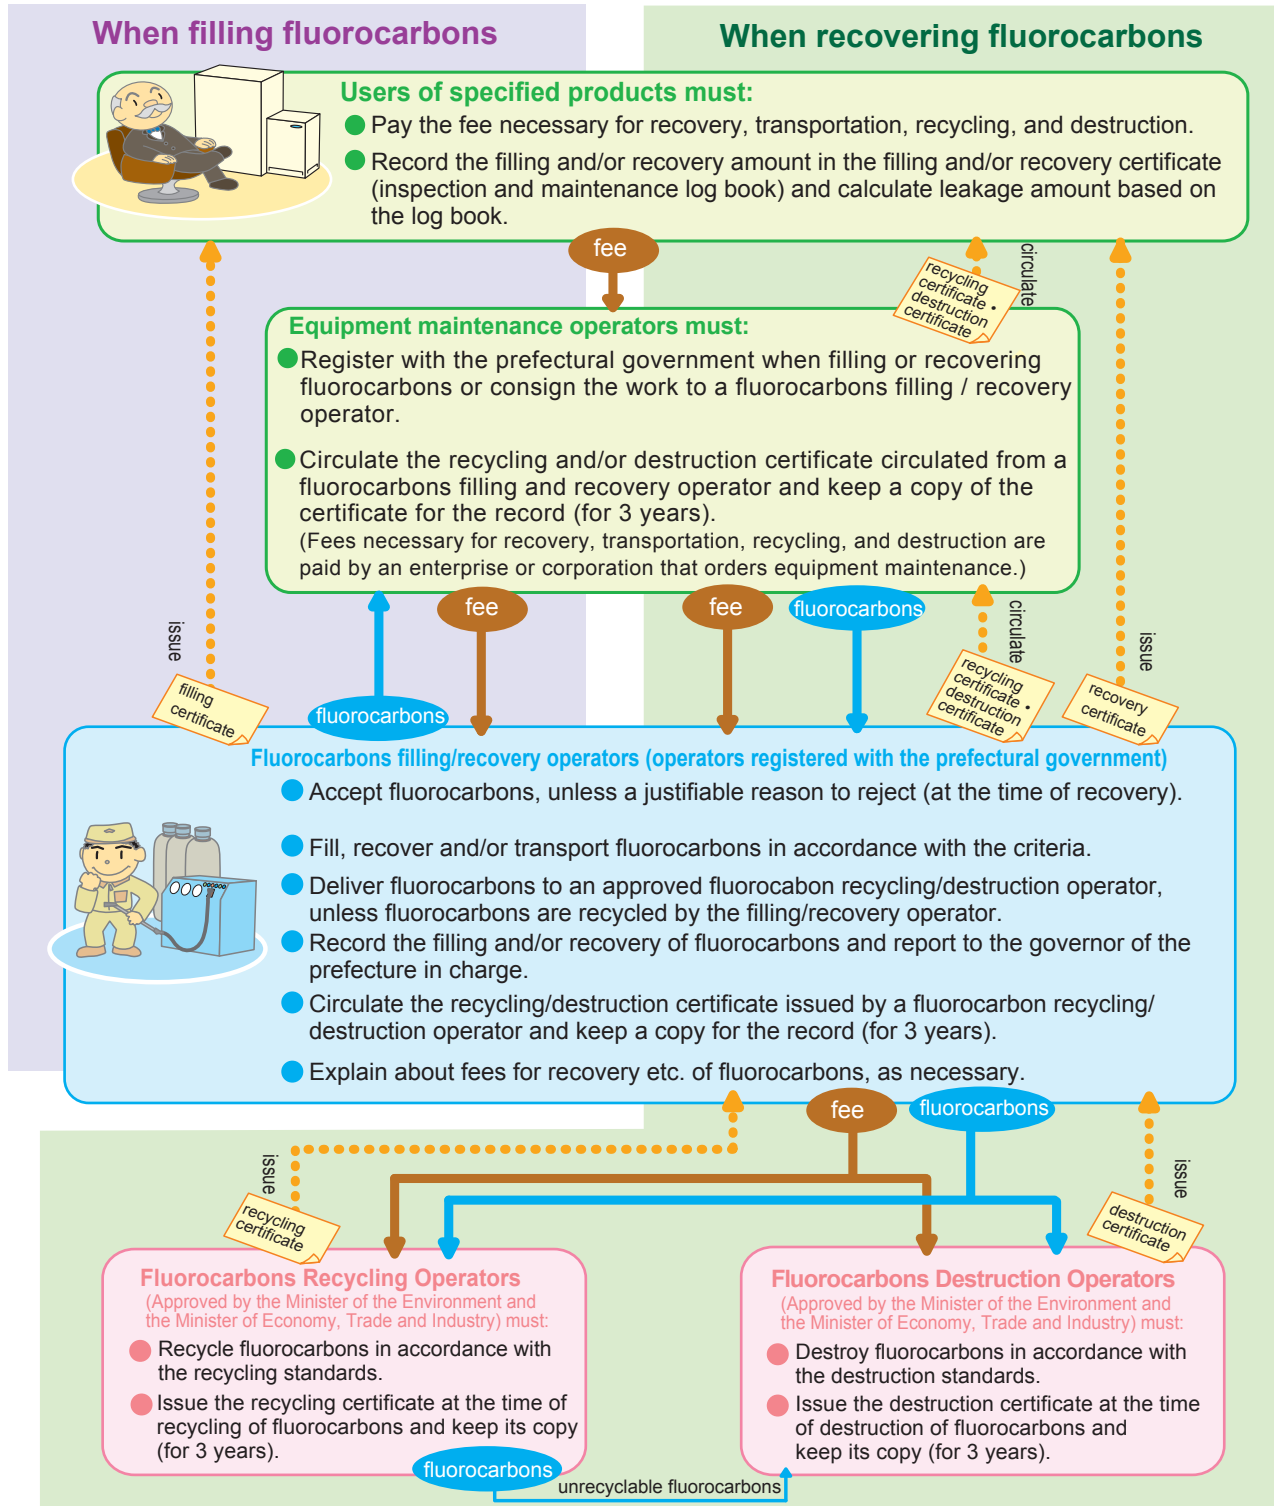 When filling fluorocarbons
When recovering fluorocarbons
Users of specified products must:
Pay the fee necessary for recovery, transportation, recycling, and destruction.
Record the filling and/or recovery amount in the filling and/or recovery certificate
(inspection and maintenance log book) and calculate leakage amount based on
the log book.
fee
recycling
certificate •
destruction
certificate
circulate
Equipment maintenance operators must:
Register with the prefectural government when filling or recovering
fluorocarbons or consign the work to a fluorocarbons filling / recovery
operator.
Circulate the recycling and/or destruction certificate circulated from a
fluorocarbons filling and recovery operator and keep a copy of the
certificate for the record (for 3 years).
(Fees necessary for recovery, transportation, recycling, and destruction are
paid by an enterprise or corporation that orders equipment maintenance.)
issue
filling
certificate
fluorocarbons
fee
fee
fluorocarbons
circulate
recycling
certificate •
destruction
certificate
issue
recovery
certificate
Fluorocarbons filling/recovery operators (operators registered with the prefectural government)
Accept fluorocarbons, unless a justifiable reason to reject (at the time of recovery).
Fill, recover and/or transport fluorocarbons in accordance with the criteria.
Deliver fluorocarbons to an approved fluorocabon recycling/destruction operator,
unless fluorocarbons are recycled by the filling/recovery operator.
Record the filling and/or recovery of fluorocarbons and report to the governor of the
prefecture in charge.
Circulate the recycling/destruction certificate issued by a fluorocarbon recycling/
destruction operator and keep a copy for the record (for 3 years).
Explain about fees for recovery etc. of fluorocarbons, as necessary.
fee
fluorocarbons
issue
recycling
certificate
issue
destruction
certificate
Fluorocarbons Recycling Operators
(Approved by the Minister of the Environment and
the Minister of Economy, Trade and Industry) must:
Recycle fluorocarbons in accordance with
the recycling standards.
Issue the recycling certificate at the time of
recycling of fluorocarbons and keep its copy
(for 3 years).
Fluorocarbons Destruction Operators
(Approved by the Minister of the Environment and
the Minister of Economy, Trade and Industry) must:
Destroy fluorocarbons in accordance with
the destruction standards.
Issue the destruction certificate at the time
of destruction of fluorocarbons and
keep its copy (for 3 years).
fluorocarbons
unrecyclable fluorocarbons